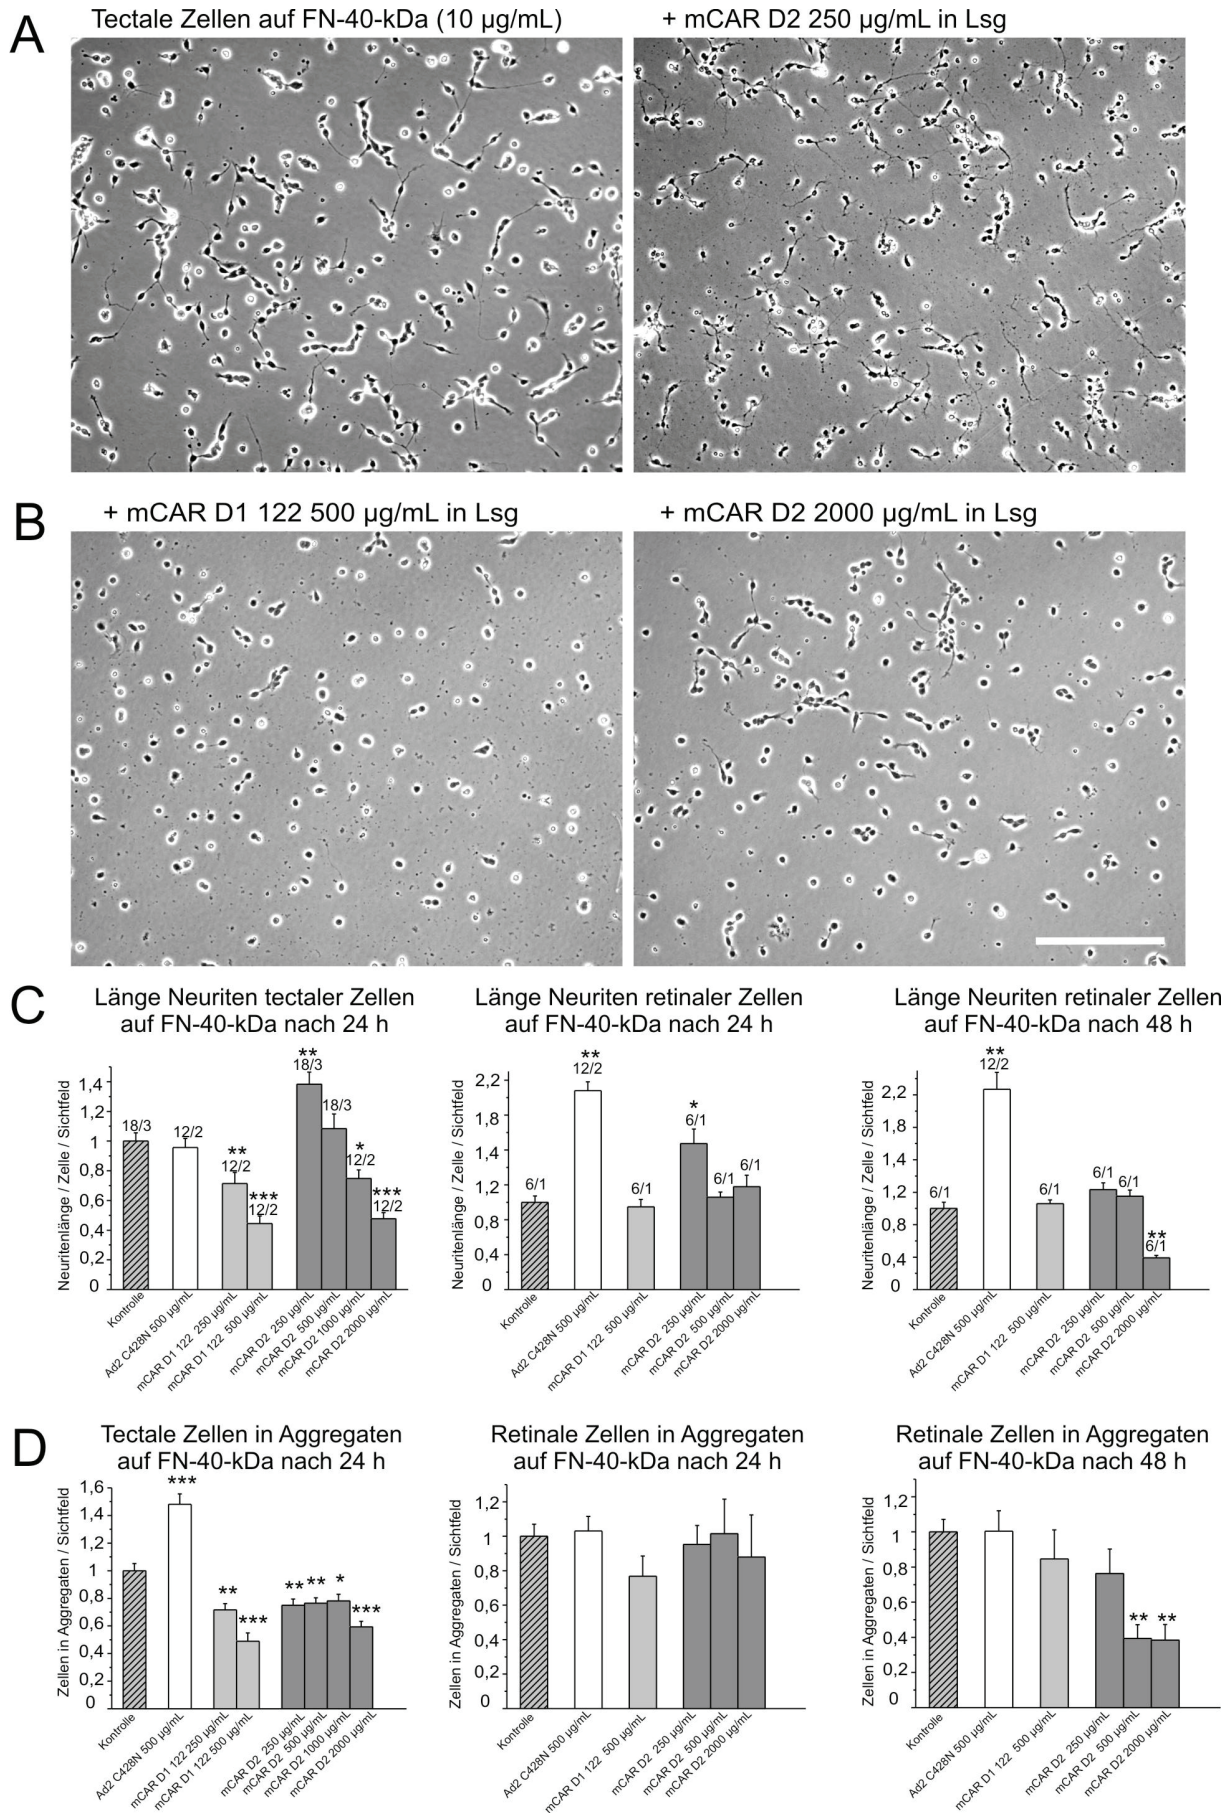 A
Tectale Zellen auf FN-40-kDa (10 µg/mL)
+ mCAR D2 250 µg/mL in Lsg
B
+ mCAR D1 122 500 µg/mL in Lsg
+ mCAR D2 2000 µg/mL in Lsg
C
Länge Neuriten tectaler Zellen
auf FN-40-kDa nach 24 h
Neuritenlänge / Zelle / Sichtfeld
1,4
1,2
1
0,8
0,6
0,4
0,2
0
18/3
12/2
**
12/2
***
12/2
**
18/3
18/3
*
12/2
***
12/2
Kontrolle
Ad2 C428N 500 µg/mL
mCAR D1 122 250 µg/mL
mCAR D1 122 500 µg/mL
mCAR D2 250 µg/mL
mCAR D2 500 µg/mL
mCAR D2 1000 µg/mL
mCAR D2 2000 µg/mL
Länge Neuriten retinaler Zellen
auf FN-40-kDa nach 24 h
Neuritenlänge / Zelle / Sichtfeld
2,2
1,8
1,4
1,2
0,8
0,4
0
6/1
**
12/2
6/1
*
6/1
6/1
6/1
Kontrolle
Ad2 C428N 500 µg/mL
mCAR D1 122 500 µg/mL
mCAR D2 250 µg/mL
mCAR D2 500 µg/mL
mCAR D2 2000 µg/mL
Länge Neuriten retinaler Zellen
auf FN-40-kDa nach 48 h
Neuritenlänge / Zelle / Sichtfeld
2,2
1,8
1,2
0,8
0,4
0
6/1
**
12/2
6/1
6/1
6/1
**
6/1
Kontrolle
Ad2 C428N 500 µg/mL
mCAR D1 122 500 µg/mL
mCAR D2 250 µg/mL
mCAR D2 500 µg/mL
mCAR D2 2000 µg/mL
D
Tectale Zellen in Aggregaten
auf FN-40-kDa nach 24 h
Zellen in Aggregaten / Sichtfeld
1,6
1,4
1,2
1
0,8
0,6
0,4
0,2
0
***
**
***
**
**
*
***
Kontrolle
Ad2 C428N 500 µg/mL
mCAR D1 122 250 µg/mL
mCAR D1 122 500 µg/mL
mCAR D2 250 µg/mL
mCAR D2 500 µg/mL
mCAR D2 1000 µg/mL
mCAR D2 2000 µg/mL
Retinale Zellen in Aggregaten
auf FN-40-kDa nach 24 h
Zellen in Aggregaten / Sichtfeld
1,2
1
0,8
0,6
0,4
0,2
0
Kontrolle
Ad2 C428N 500 µg/mL
mCAR D1 122 500 µg/mL
mCAR D2 250 µg/mL
mCAR D2 500 µg/mL
mCAR D2 2000 µg/mL
Retinale Zellen in Aggregaten
auf FN-40-kDa nach 48 h
Zellen in Aggregaten / Sichtfeld
1,2
1
0,8
0,6
0,4
0,2
0
**
**
Kontrolle
Ad2 C428N 500 µg/mL
mCAR D1 122 500 µg/mL
mCAR D2 250 µg/mL
mCAR D2 500 µg/mL
mCAR D2 2000 µg/mL